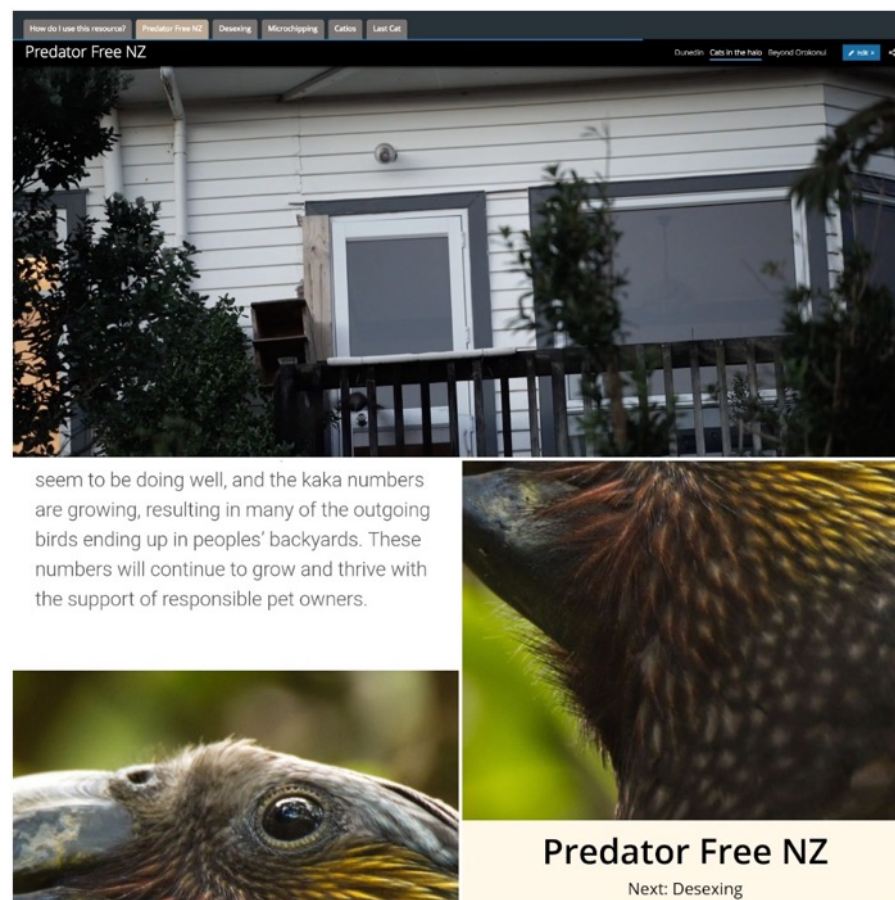 How do I use this resource? Predator Free NZ Desexing Microchipping Catios Last Cat
Predator Free NZ Dunedin Cats in the halo Beyond Orokonui Edit
seem to be doing well, and the kaka numbers
are growing, resulting in many of the outgoing
birds ending up in peoples' backyards. These
numbers will continue to grow and thrive with
the support of responsible pet owners.
Predator Free NZ
Next: Desexing